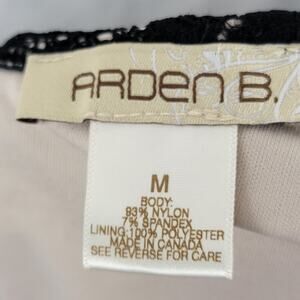 ARDEN B.
M
BODY:
93% NYLON
7% SPANDEX
LINING:100% POLYESTER
MADE IN CANADA
SEE REVERSE FOR CARE